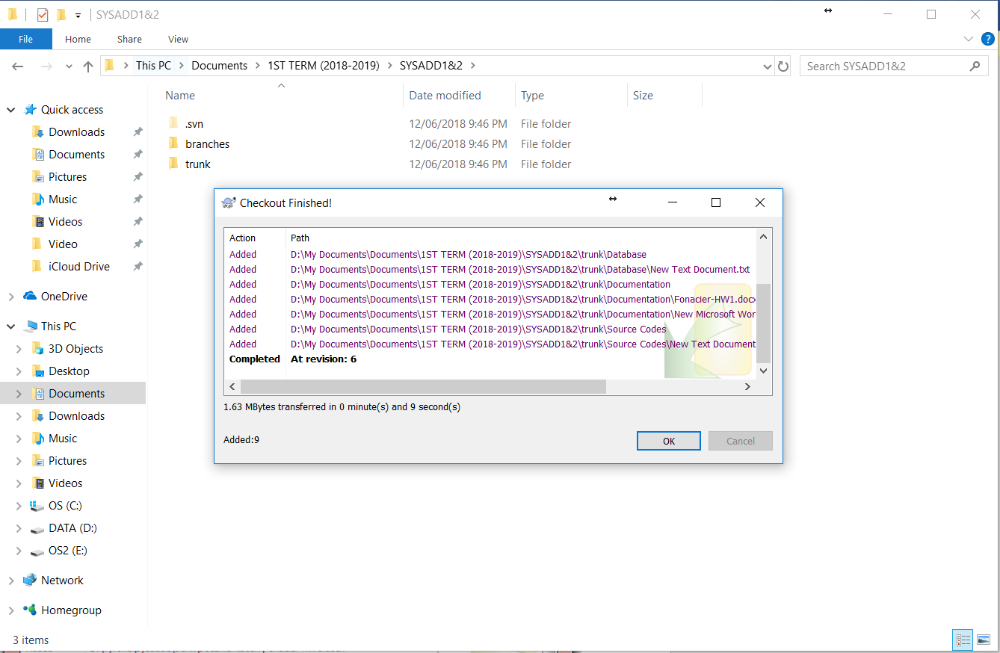 SYSADD1&2
File Home Share View
This PC Documents 1ST TERM (2018-2019) SYSADD1&2
Search SYSADD1&2
Name Date modified Type Size
.svn 12/06/2018 9:46 PM File folder
branches 12/06/2018 9:46 PM File folder
trunk 12/06/2018 9:46 PM File folder
Quick access
Downloads
Documents
Pictures
Music
Videos
Video
iCloud Drive
OneDrive
This PC
3D Objects
Desktop
Documents
Downloads
Music
Pictures
Videos
OS (C:)
DATA (D:)
OS2 (E:)
Network
Homegroup
3 items
Checkout Finished!
Action Path
Added D:\My Documents\Documents\1ST TERM (2018-2019)\SYSADD1&2\trunk\Database
Added D:\My Documents\Documents\1ST TERM (2018-2019)\SYSADD1&2\trunk\Database\New Text Document.txt
Added D:\My Documents\Documents\1ST TERM (2018-2019)\SYSADD1&2\trunk\Documentation
Added D:\My Documents\Documents\1ST TERM (2018-2019)\SYSADD1&2\trunk\Documentation\Fonacier-HW1.docx
Added D:\My Documents\Documents\1ST TERM (2018-2019)\SYSADD1&2\trunk\Documentation\New Microsoft Wor
Added D:\My Documents\Documents\1ST TERM (2018-2019)\SYSADD1&2\trunk\Source Codes
Added D:\My Documents\Documents\1ST TERM (2018-2019)\SYSADD1&2\trunk\Source Codes\New Text Document
Completed At revision: 6
1.63 MBytes transferred in 0 minute(s) and 9 second(s)
Added:9
OK Cancel